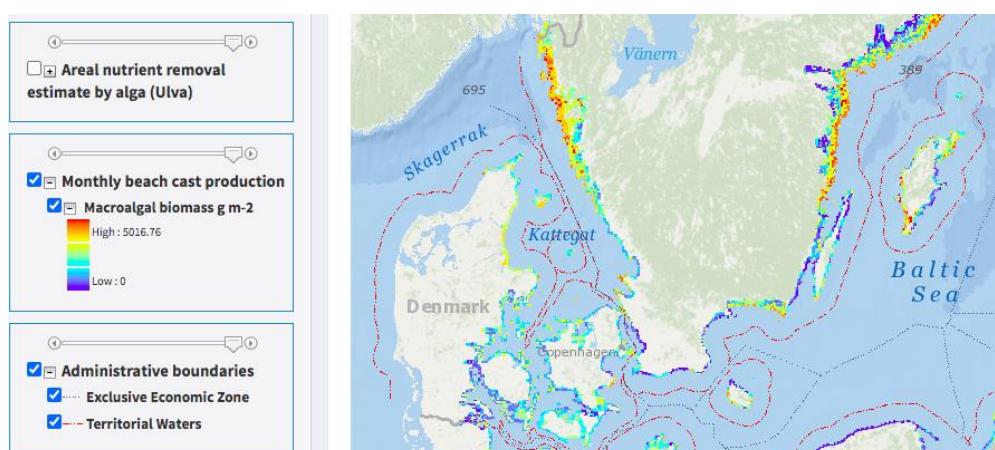 Areal nutrient removal
estimate by alga (Ulva)
Monthly beach cast production
Macroalgal biomass g m-2
High : 5016.76
Low : 0
Administrative boundaries
Exclusive Economic Zone
Territorial Waters
Vänern
389
695
Skagerrak
Kattegat
Baltic
Sea
Denmark
Copenhagen